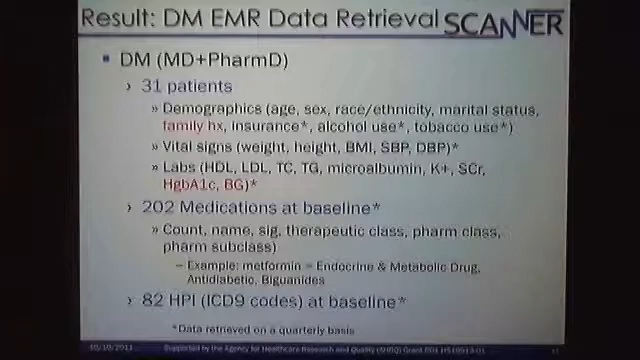 Result: DM EMR Data Retrieval SCANNER
▪ DM (MD+PharmD)
› 31 patients
» Demographics (age, sex, race/ethnicity, marital status,
family hx, insurance*, alcohol use*, tobacco use*)
» Vital signs (weight, height, BMI, SBP, DBP)*
» Labs (HDL, LDL, TC, TG, microalbumin, K+, SCr,
HgbA1c, BG)*
› 202 Medications at baseline*
» Count, name, sig, therapeutic class, pharm class,
pharm subclass)
– Example: metformin = Endocrine & Metabolic Drug,
Antidiabetic, Biguanides
› 82 HPI (ICD9 codes) at baseline*
*Data retrieved on a quarterly basis
Supported by the Agency for Healthcare Research and Quality (AHRQ) Grant